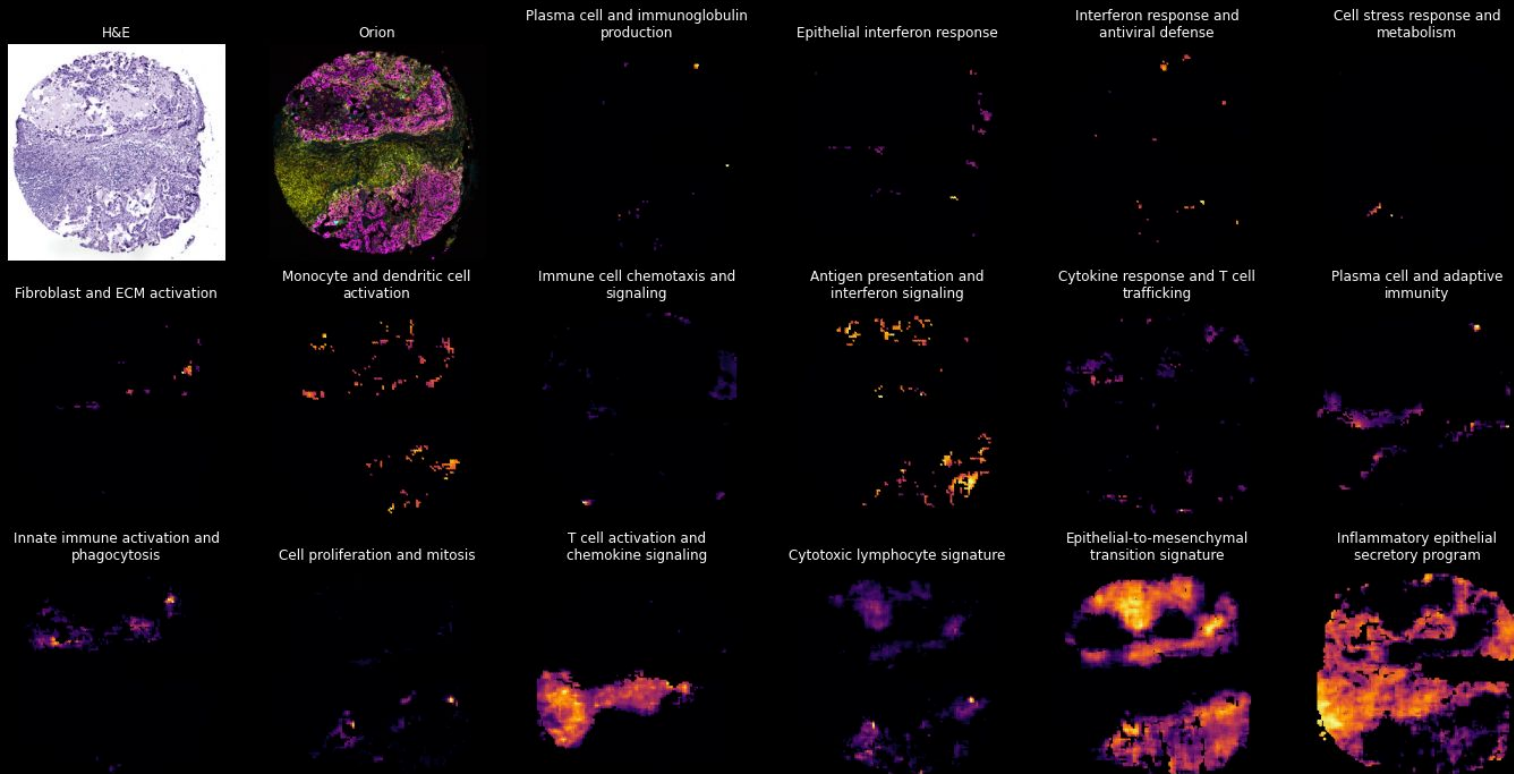 H&E
Orion
Plasma cell and immunoglobulin
production
Epithelial interferon response
Interferon response and
antiviral defense
Cell stress response and
metabolism
Fibroblast and ECM activation
Monocyte and dendritic cell
activation
Immune cell chemotaxis and
signaling
Antigen presentation and
interferon signaling
Cytokine response and T cell
trafficking
Plasma cell and adaptive
immunity
Innate immune activation and
phagocytosis
Cell proliferation and mitosis
T cell activation and
chemokine signaling
Cytotoxic lymphocyte signature
Epithelial-to-mesenchymal
transition signature
Inflammatory epithelial
secretory program